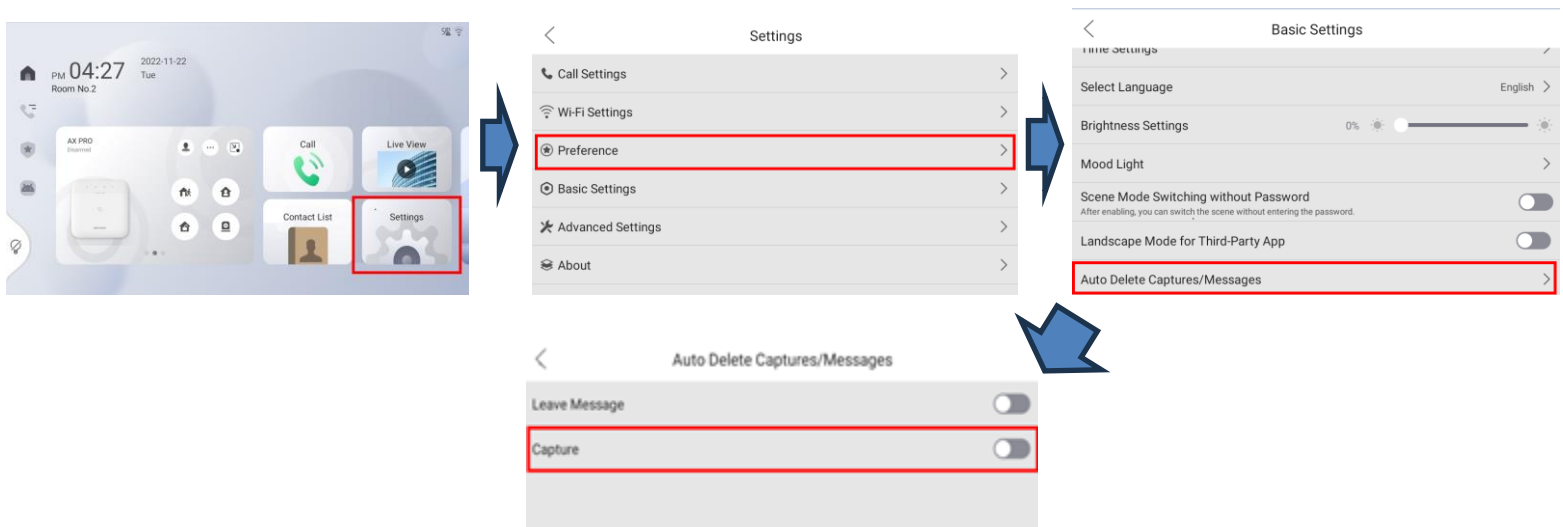 PM 04:27
2022-11-22
Tue
Room No.2
AX PRO
Disarmed
Call
Live View
Contact List
Settings
Settings
Call Settings
Wi-Fi Settings
Preference
Basic Settings
Advanced Settings
About
Basic Settings
Time Settings
Select Language English
Brightness Settings 0%
Mood Light
Scene Mode Switching without Password
After enabling, you can switch the scene without entering the password.
Landscape Mode for Third-Party App
Auto Delete Captures/Messages
Auto Delete Captures/Messages
Leave Message
Capture